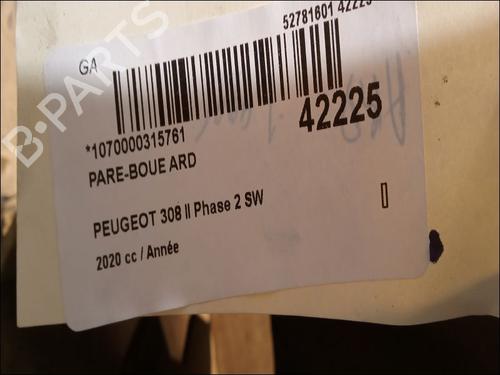 52781601 42225
GA
*1070000315761
42225
PARE-BOUE ARD
PEUGEOT 308 II Phase 2 SW
2020 cc / Année
B-PARTS